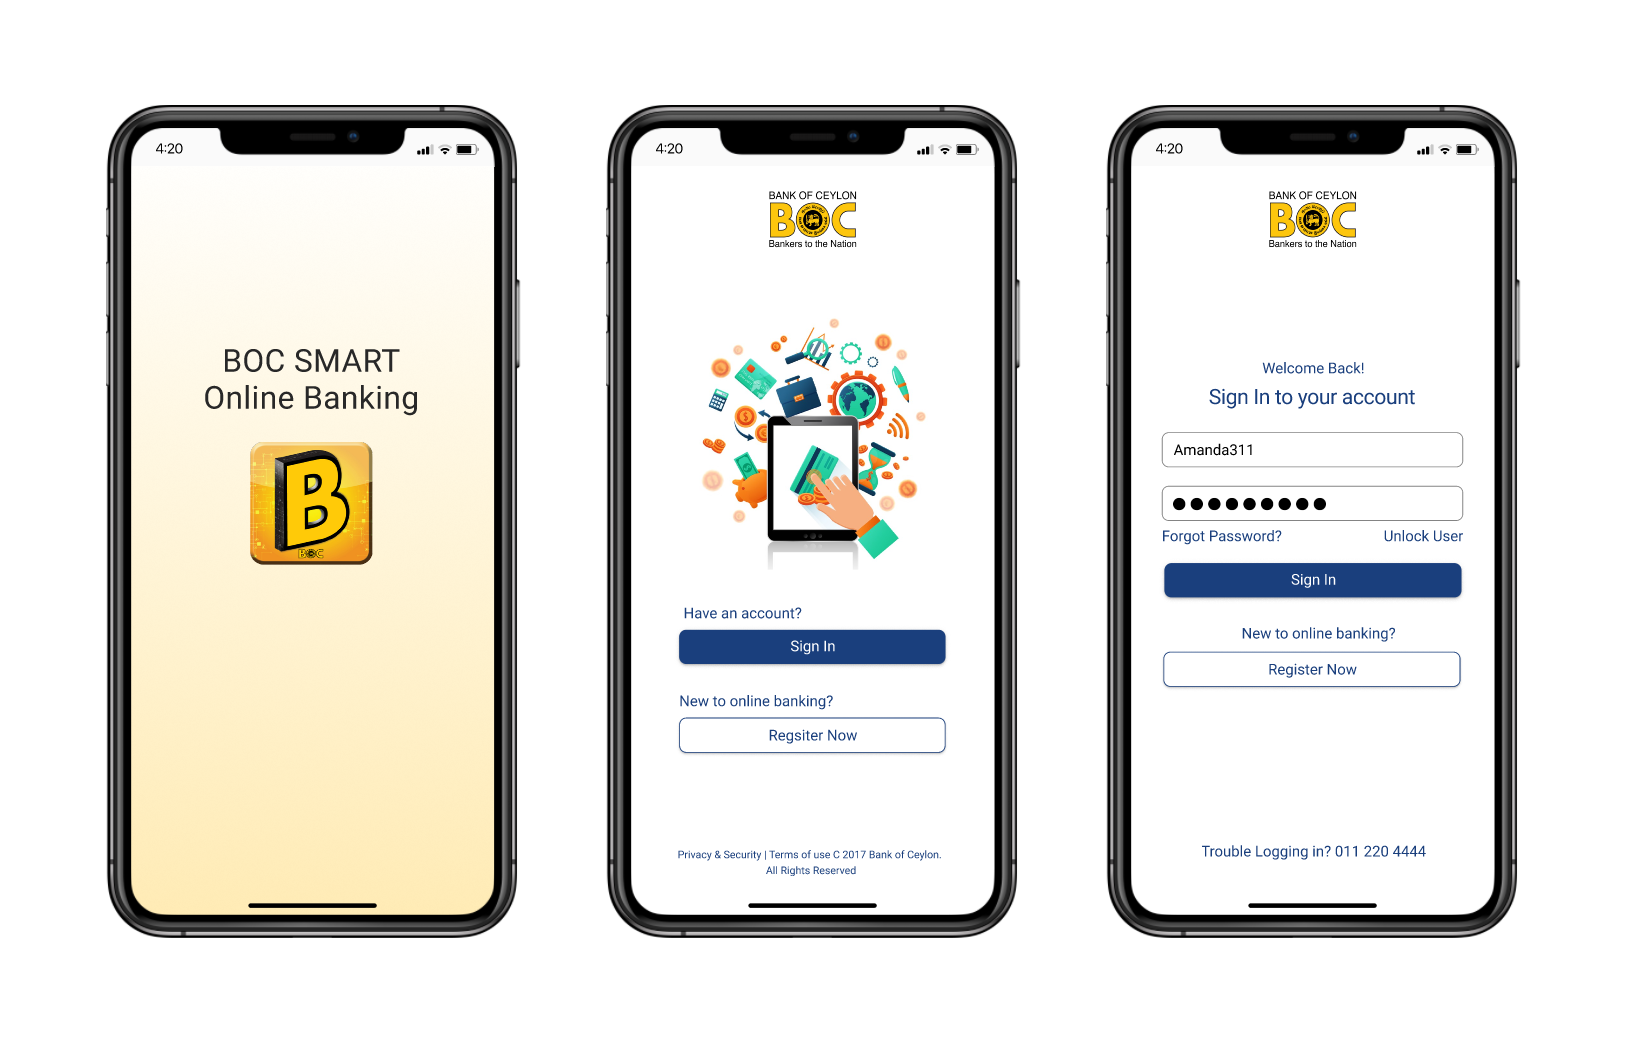 4:20
BOC SMART
Online Banking
B
BOC
4:20
BANK OF CEYLON
BOC
Bankers to the Nation
Have an account?
Sign In
New to online banking?
Regsiter Now
Privacy & Security | Terms of use C 2017 Bank of Ceylon.
All Rights Reserved
4:20
BANK OF CEYLON
BOC
Bankers to the Nation
Welcome Back!
Sign In to your account
Amanda311
Forgot Password? Unlock User
Sign In
New to online banking?
Register Now
Trouble Logging in? 011 220 4444